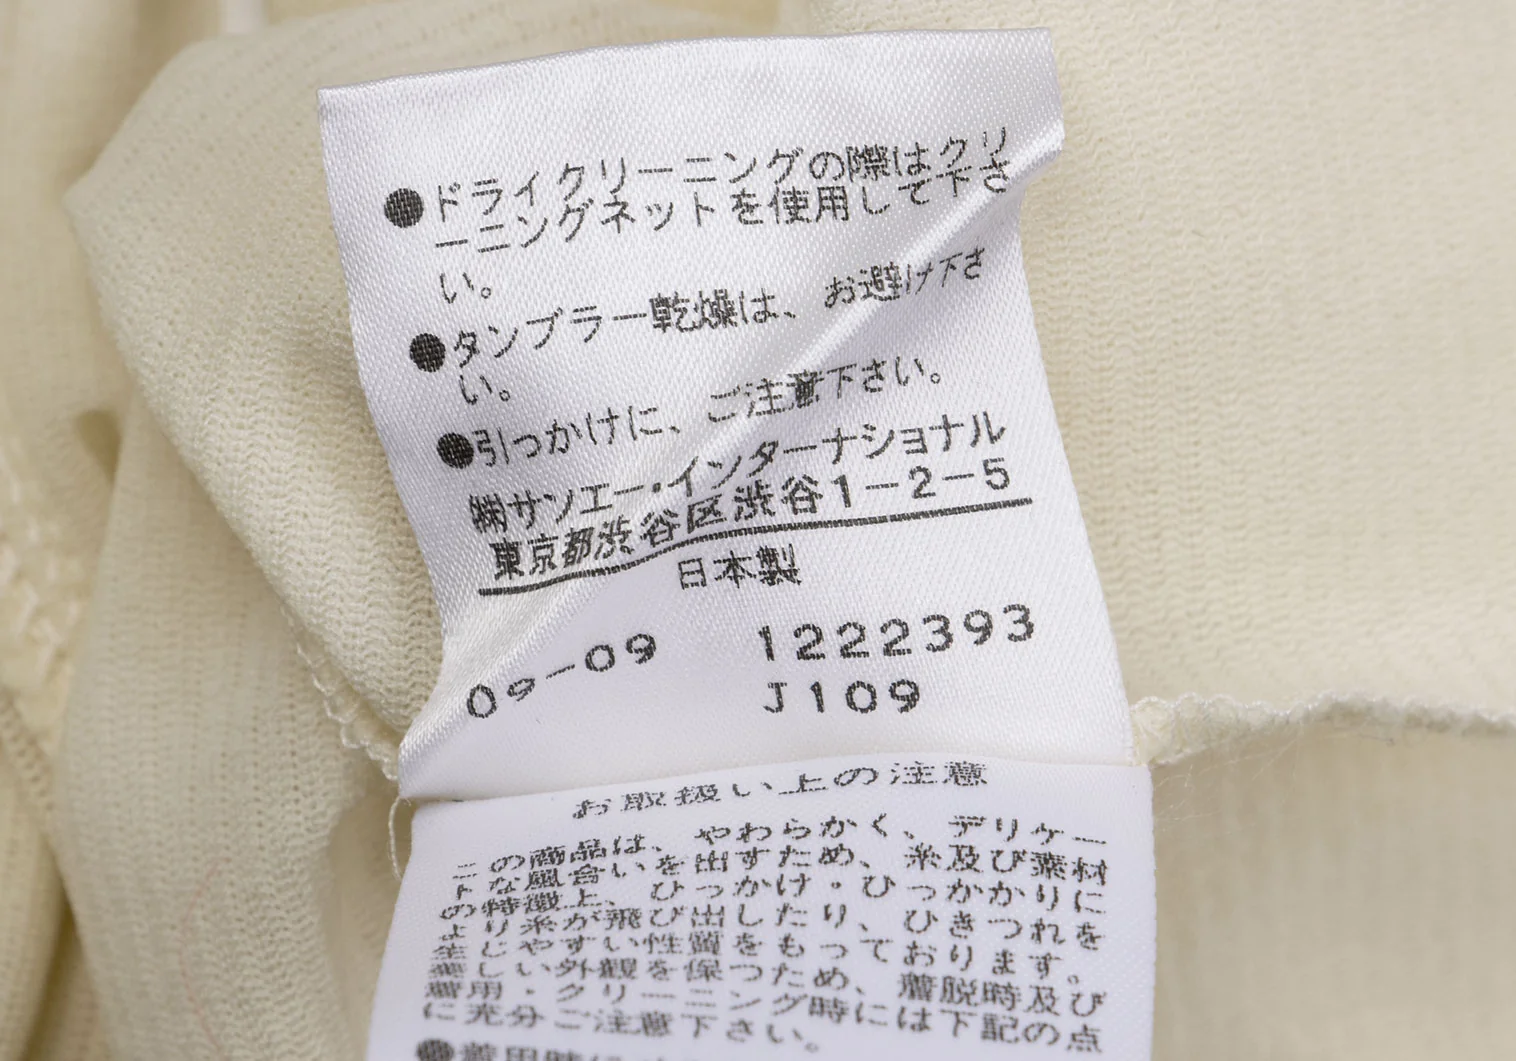 ●ドライクリーニングの際はクリ
ーニングネットを使用して下さ
い。
●タンブラー乾燥は、お避け下さ
い。
●引っかけに、ご注意下さい。
㈱サンエー・インターナショナル
東京都渋谷区渋谷1-2-5
日本製
09-09 1222393
J109
お取扱い上の注意
この商品は、やわらかく、デリケー
トな風合いを出すため、糸及び素材
の特徴上、ひっかけ・ひっかかりに
より糸が飛び出したり、ひきつれを
生じやすい性質をもっております。
美しい外観を保つため、着脱時及び
着用・クリーニング時には下記の点
に充分ご注意下さい。
●着用時に